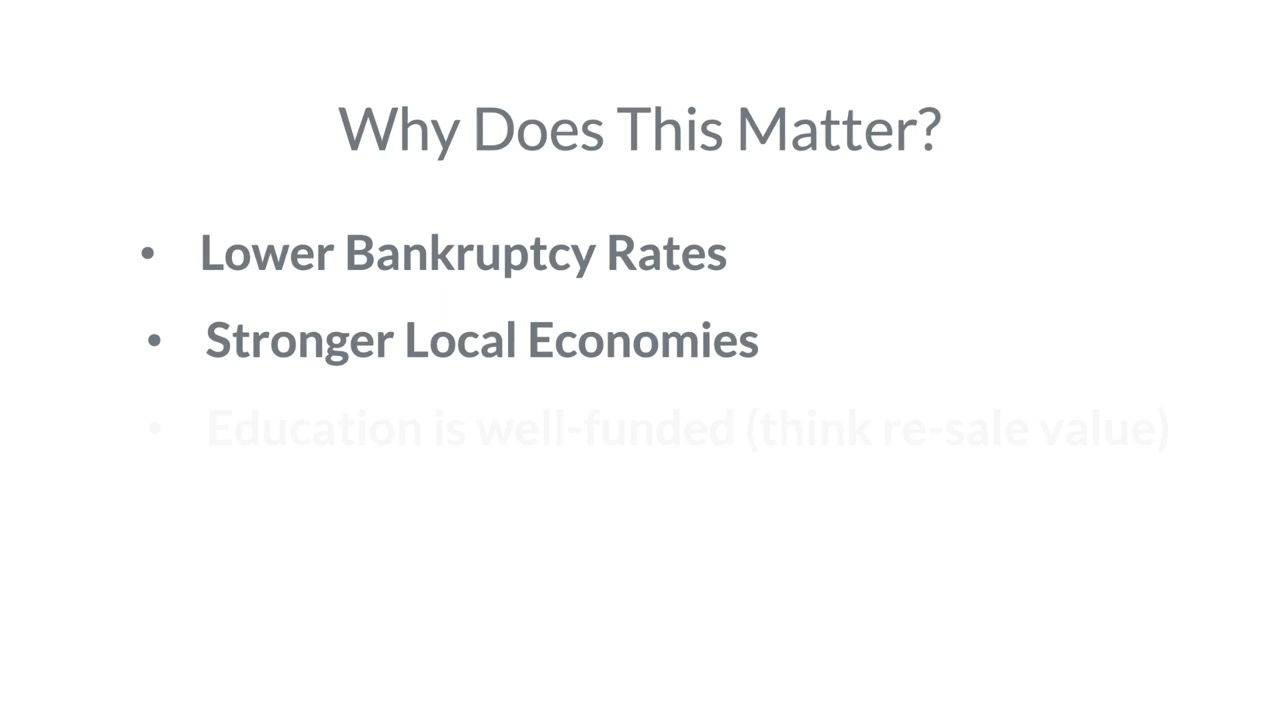 Why Does This Matter?
• Lower Bankruptcy Rates
• Stronger Local Economies
• Education is well-funded (think re-sale value)